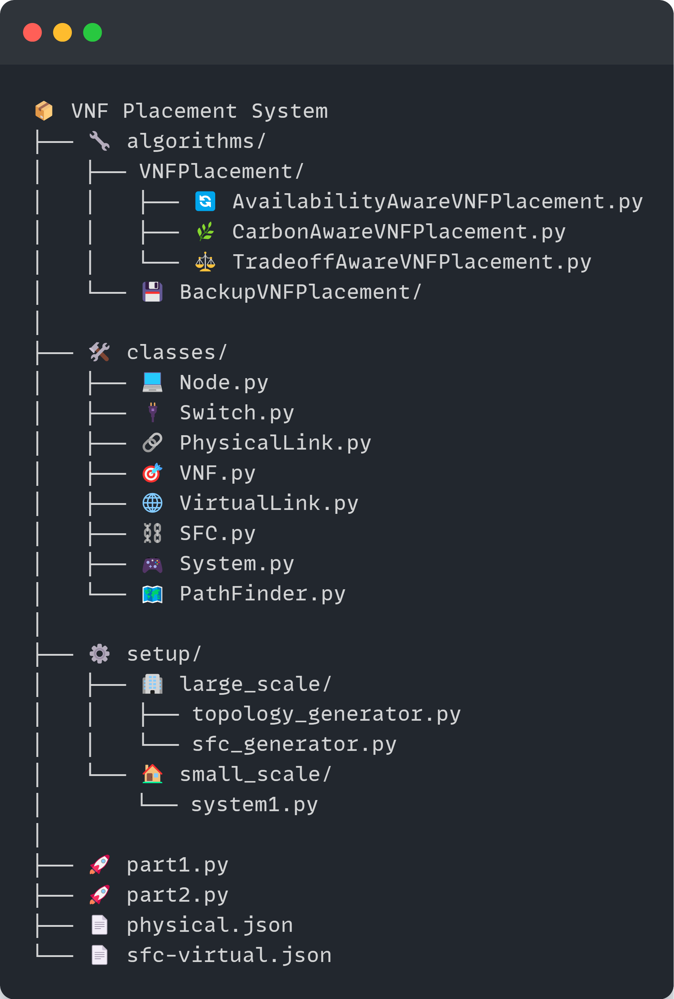 📦 VNF Placement System
├── 🔧 algorithms/
│   ├── VNFPlacement/
│   │   ├── 🔄 AvailabilityAwareVNFPlacement.py
│   │   ├── 🌿 CarbonAwareVNFPlacement.py
│   │   └── ⚖️ TradeoffAwareVNFPlacement.py
│   └── 💾 BackupVNFPlacement/
│
├── 🛠️ classes/
│   ├── 💻 Node.py
│   ├── 🔌 Switch.py
│   ├── 🔗 PhysicalLink.py
│   ├── 🎯 VNF.py
│   ├── 🌐 VirtualLink.py
│   ├── ⛓️ SFC.py
│   ├── 🎮 System.py
│   └── 🗺️ PathFinder.py
│
├── ⚙️ setup/
│   ├── 🏢 large_scale/
│   │   ├── topology_generator.py
│   │   └── sfc_generator.py
│   └── 🏠 small_scale/
│       └── system1.py
│
├── 🚀 part1.py
├── 🚀 part2.py
├── 📄 physical.json
└── 📄 sfc-virtual.json